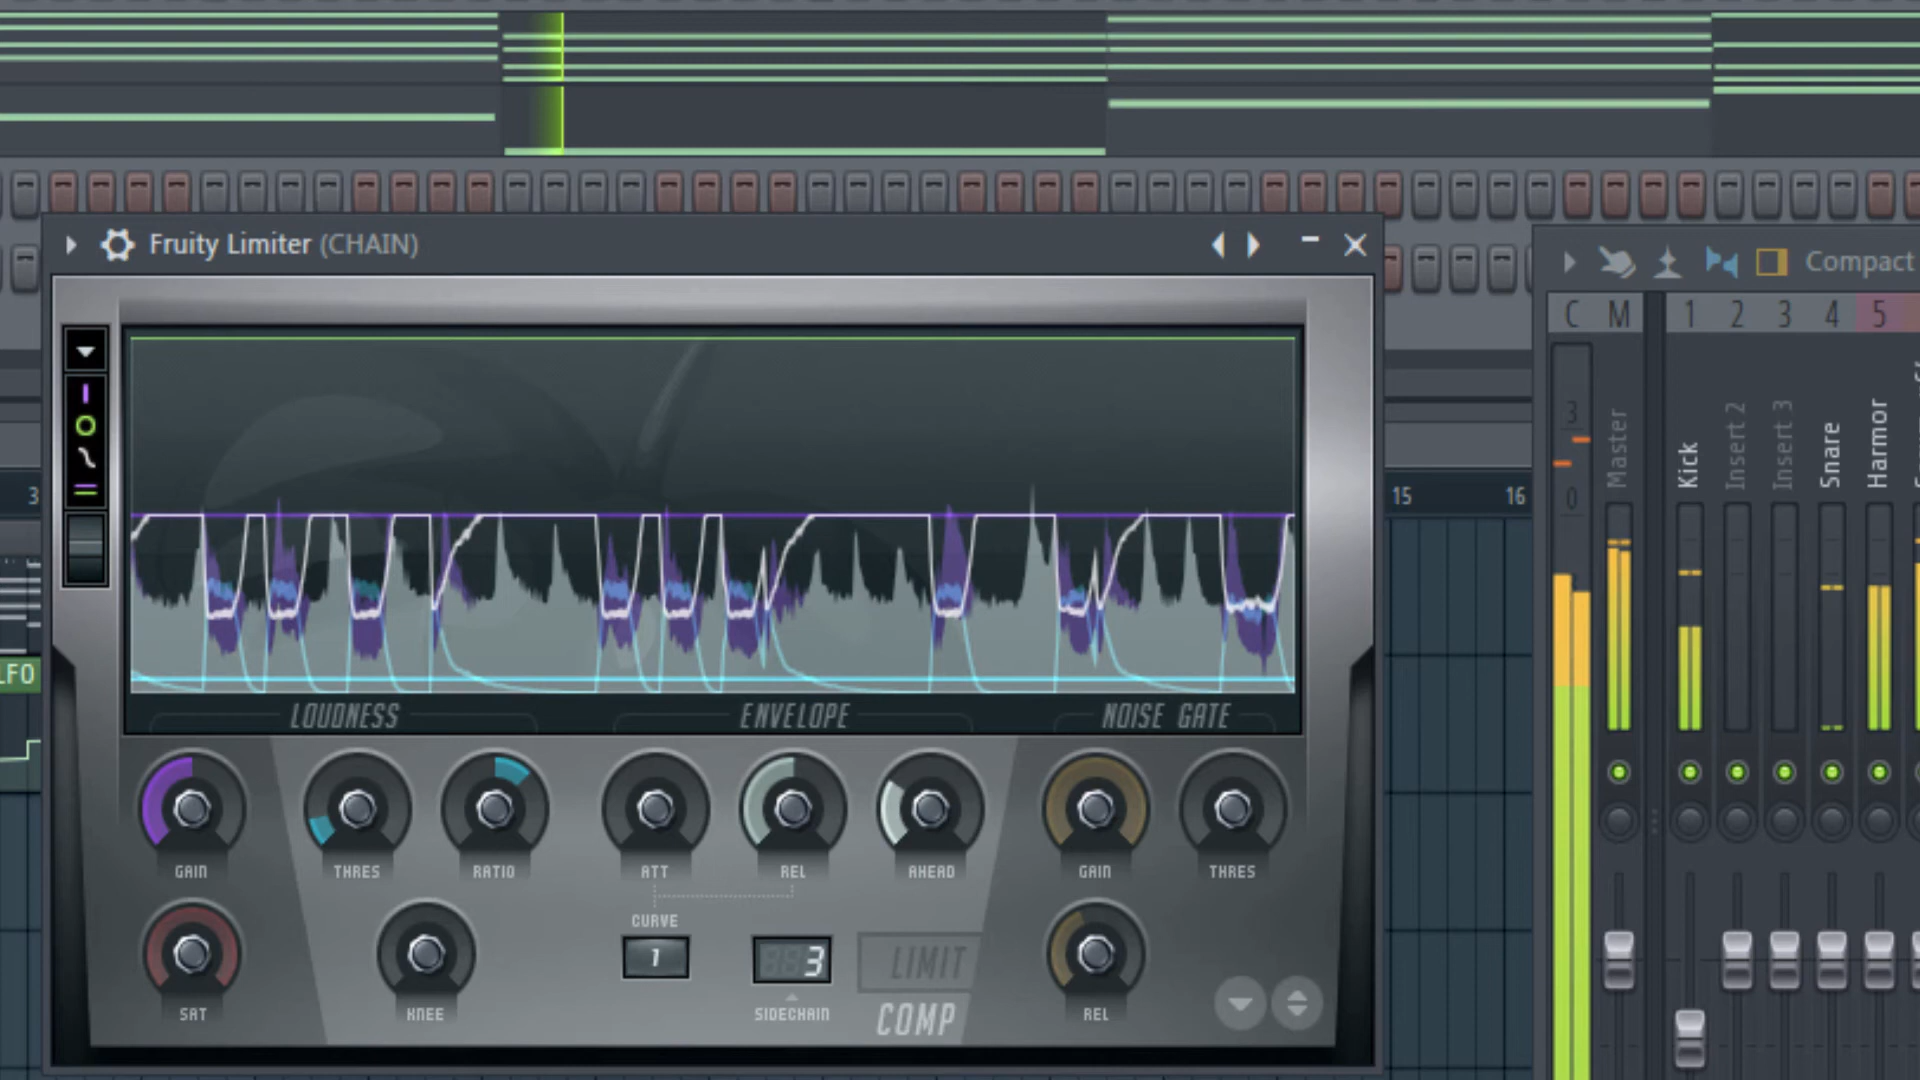 Fruity Limiter (CHAIN)
Compact
C M 1 2 3 4 5
3
0
Master
Kick
Insert 2
Insert 3
Snare
Harmor
3
15 16
LFO
LOUDNESS ENVELOPE NOISE GATE
GAIN THRES RATIO ATT REL AHEAD GAIN THRES
CURVE
1
3
LIMIT
SAT KNEE SIDECHAIN COMP REL